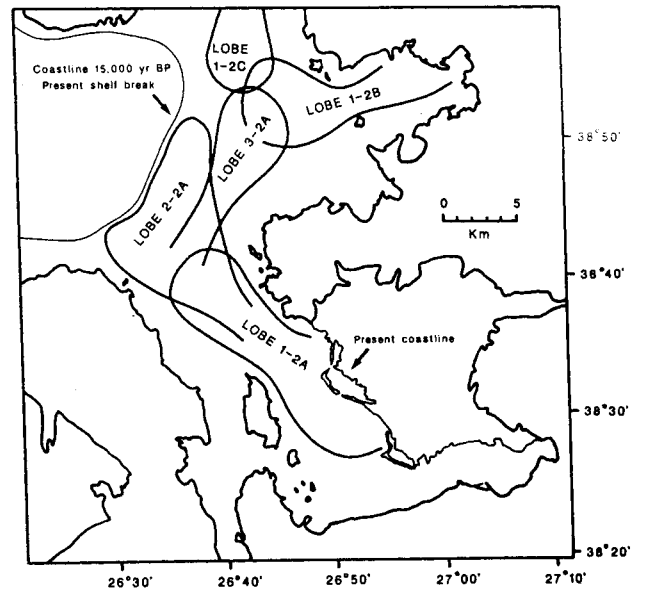 LOBE
1-2C
Coastline 15,000 yr BP
Present shelf break
LOBE 1-2B
LOBE 3-2A
38°50'
LOBE 2-2A
0 5
Km
38°40'
LOBE 1-2A
Present coastline
38°30'
38°20'
26°30' 26°40' 26°50' 27°00' 27°10'